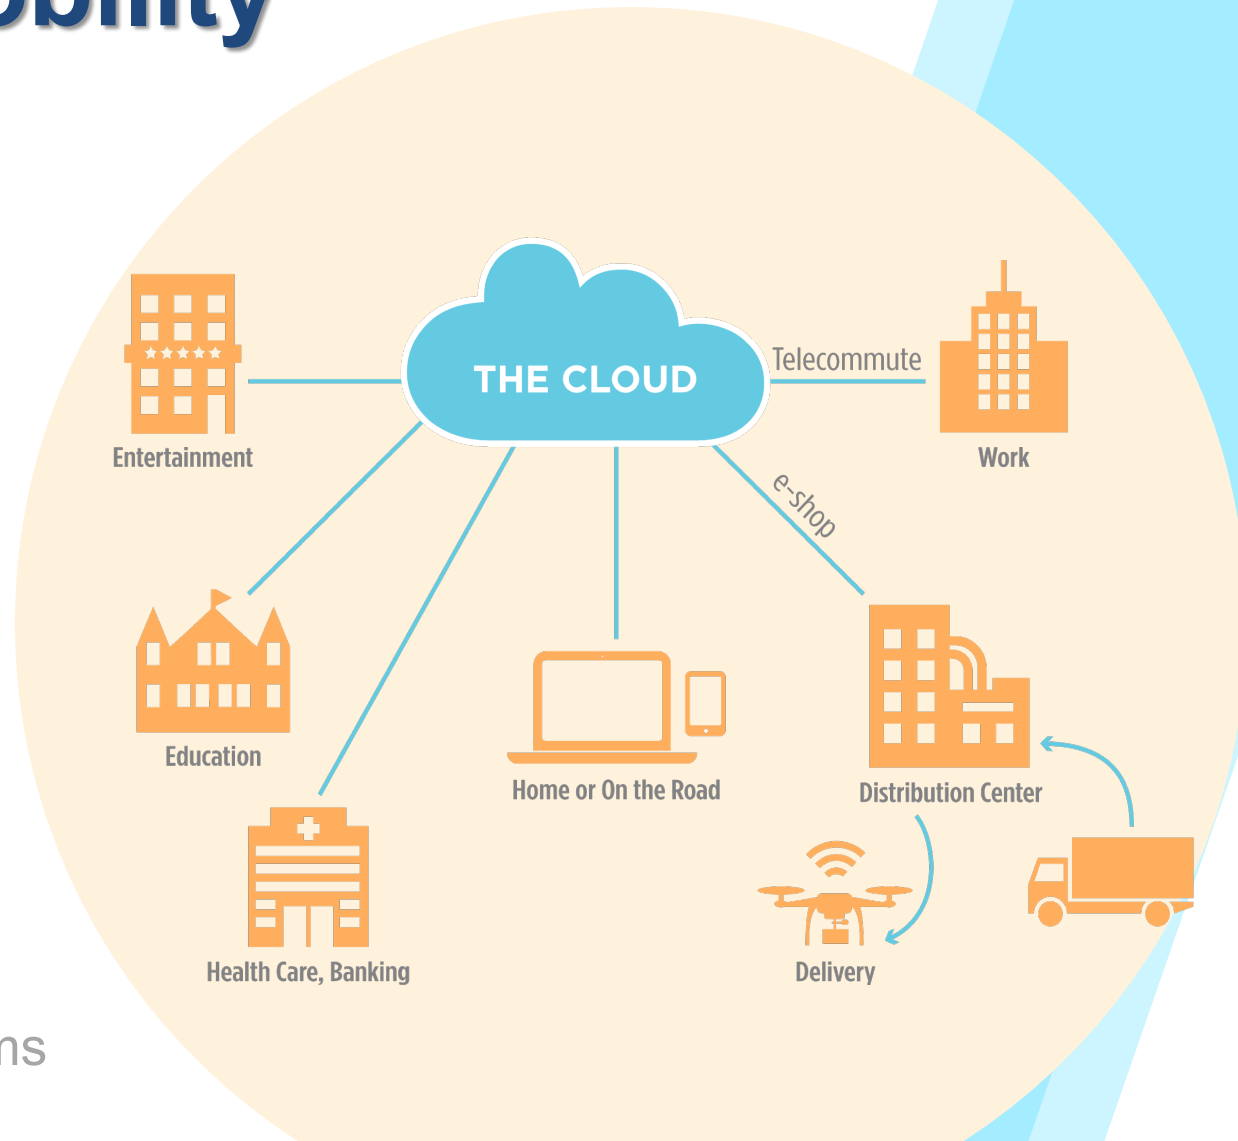 THE CLOUD
Telecommute
Entertainment
Work
e-shop
Education
Home or On the Road
Distribution Center
Health Care, Banking
Delivery